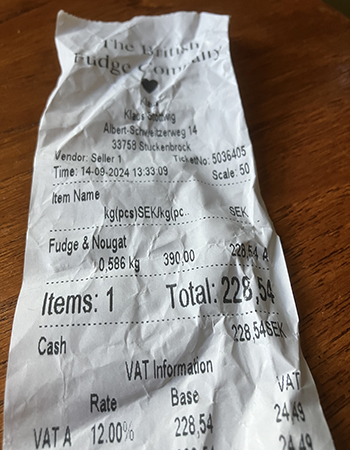 The British
Fudge Company
Albert-Schweitzerweg 14
33758 Stuckenbrock
Vendor: Seller 1 TicketNo: 5036405
Time: 14-09-2024 13:33:09 Scale: 50
Item Name
kg(pcs)SEK/kg(pc.. SEK
Fudge & Nougat
0,586 kg 390.00 228,54 A
Items: 1 Total: 228,54
Cash 228,54SEK
VAT Information
Rate Base VAT
VAT A 12.00% 228,54 24,49
24,49